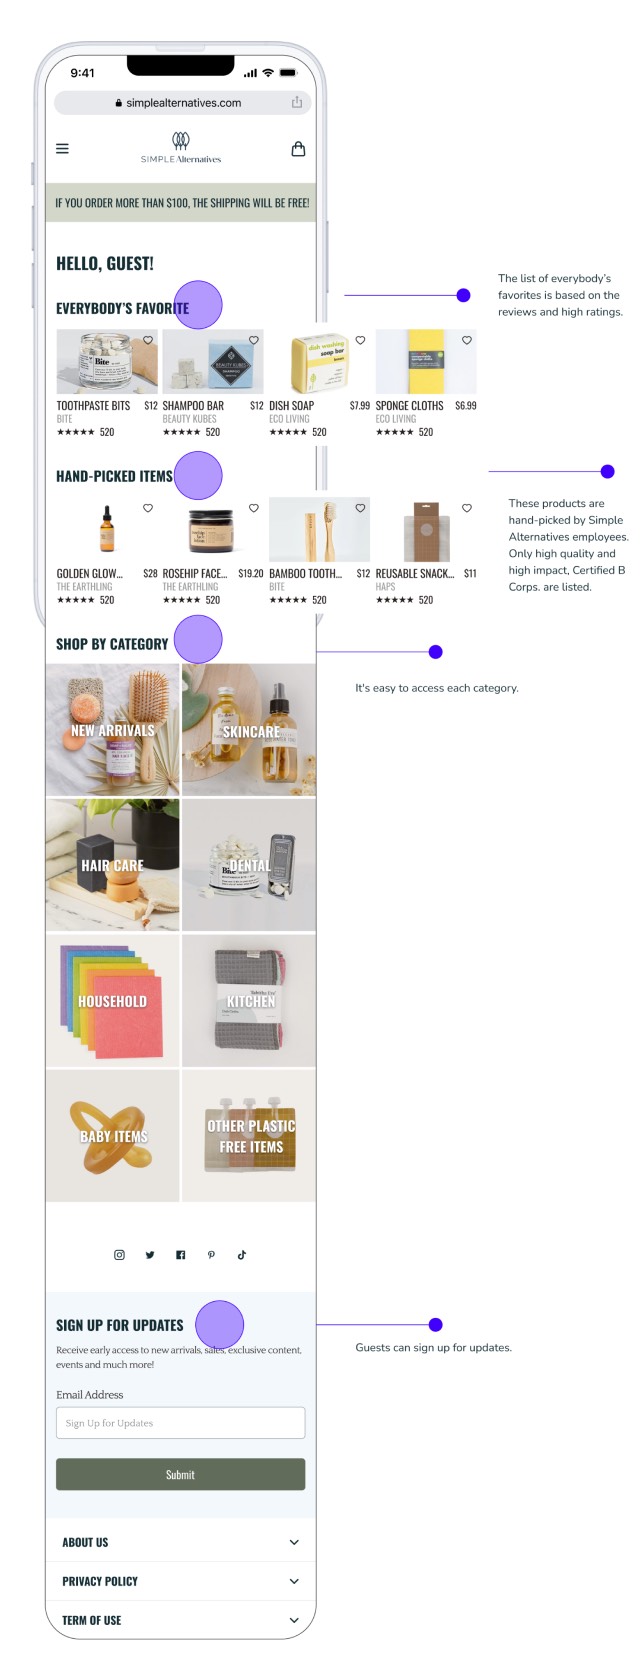 9:41
simplealternatives.com
SIMPLE Alternatives
IF YOU ORDER MORE THAN $100, THE SHIPPING WILL BE FREE!
HELLO, GUEST!
The list of everybody's
favorites is based on the
reviews and high ratings.
EVERYBODY'S FAVORITE
Bite
BEAUTY KUBES
dish washing
soap bar
TOOTHPASTE BITS $12
BITE
★★★★★ 520
SHAMPOO BAR $12
BEAUTY KUBES
★★★★★ 520
DISH SOAP $7.99
ECO LIVING
★★★★★ 520
SPONGE CLOTHS $6.99
ECO LIVING
★★★★★ 520
HAND-PICKED ITEMS
These products are
hand-picked by Simple
Alternatives employees.
Only high quality and
high impact, Certified B
Corps. are listed.
GOLDEN GLOW... $28
THE EARTHLING
★★★★★ 520
ROSEHIP FACE... $19.20
THE EARTHLING
★★★★★ 520
BAMBOO TOOTH... $12
BITE
★★★★★ 520
REUSABLE SNACK... $11
HAPS
★★★★★ 520
SHOP BY CATEGORY
It's easy to access each category.
NEW ARRIVALS
SKINCARE
HAIR CARE
DENTAL
Bite
HOUSEHOLD
KITCHEN
BABY ITEMS
OTHER PLASTIC
FREE ITEMS
SIGN UP FOR UPDATES
Receive early access to new arrivals, sales, exclusive content,
events and much more!
Guests can sign up for updates.
Email Address
Sign Up for Updates
Submit
ABOUT US
PRIVACY POLICY
TERM OF USE